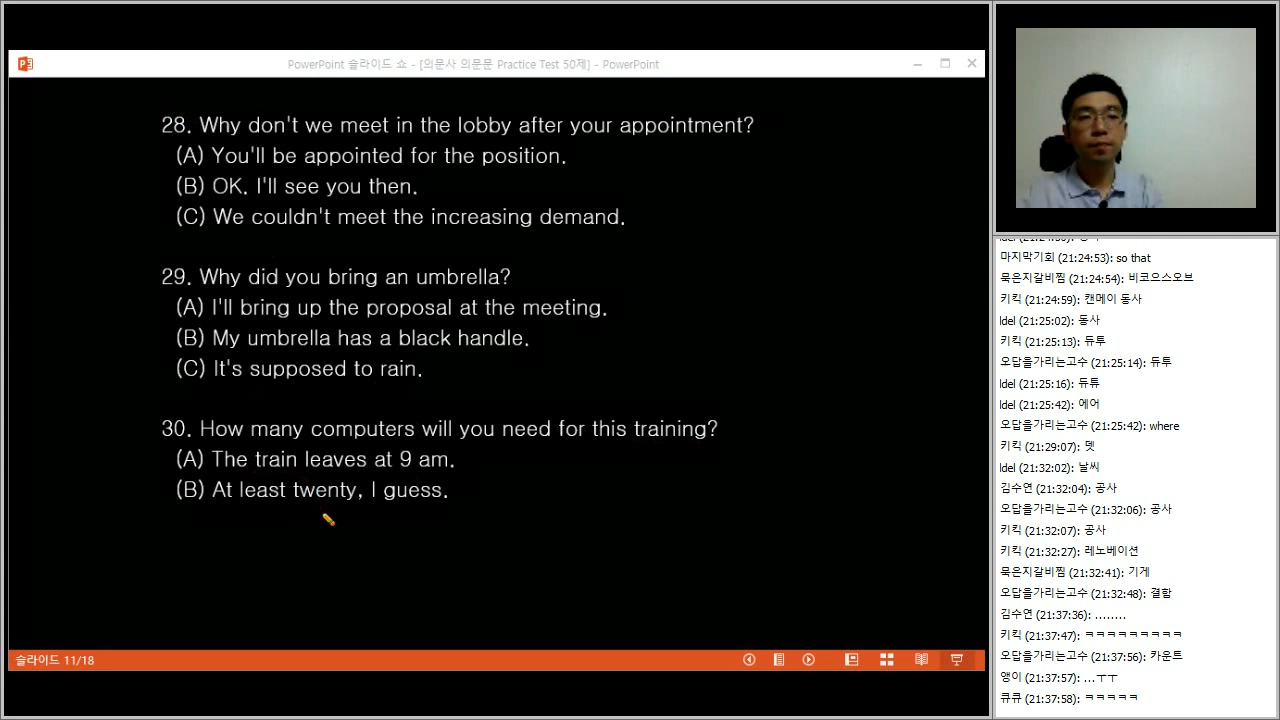 PowerPoint 슬라이드 쇼 - [의문사 의문문 Practice Test 50제] - PowerPoint
28. Why don't we meet in the lobby after your appointment?
(A) You'll be appointed for the position.
(B) OK. I'll see you then.
(C) We couldn't meet the increasing demand.
29. Why did you bring an umbrella?
(A) I'll bring up the proposal at the meeting.
(B) My umbrella has a black handle.
(C) It's supposed to rain.
30. How many computers will you need for this training?
(A) The train leaves at 9 am.
(B) At least twenty, I guess.
슬라이드 11/18
마지막기회 (21:24:53): so that
묵은지갈비찜 (21:24:54): 비코으스오브
키킥 (21:24:59): 캔메이 동사
ldel (21:25:02): 동사
키킥 (21:25:13): 듀투
오답을가리는고수 (21:25:14): 듀투
ldel (21:25:16): 듀튜
ldel (21:25:42): 에어
오답을가리는고수 (21:25:42): where
키킥 (21:29:07): 뎃
ldel (21:32:02): 날씨
김수연 (21:32:04): 공사
오답을가리는고수 (21:32:06): 공사
키킥 (21:32:07): 공사
키킥 (21:32:27): 레노베이션
묵은지갈비찜 (21:32:41): 기게
오답을가리는고수 (21:32:48): 결함
김수연 (21:37:36): ........
키킥 (21:37:47): ㅋㅋㅋㅋㅋㅋㅋㅋㅋ
오답을가리는고수 (21:37:56): 카운트
앵이 (21:37:57): ...ㅜㅜ
큐큐 (21:37:58): ㅋㅋㅋㅋㅋ